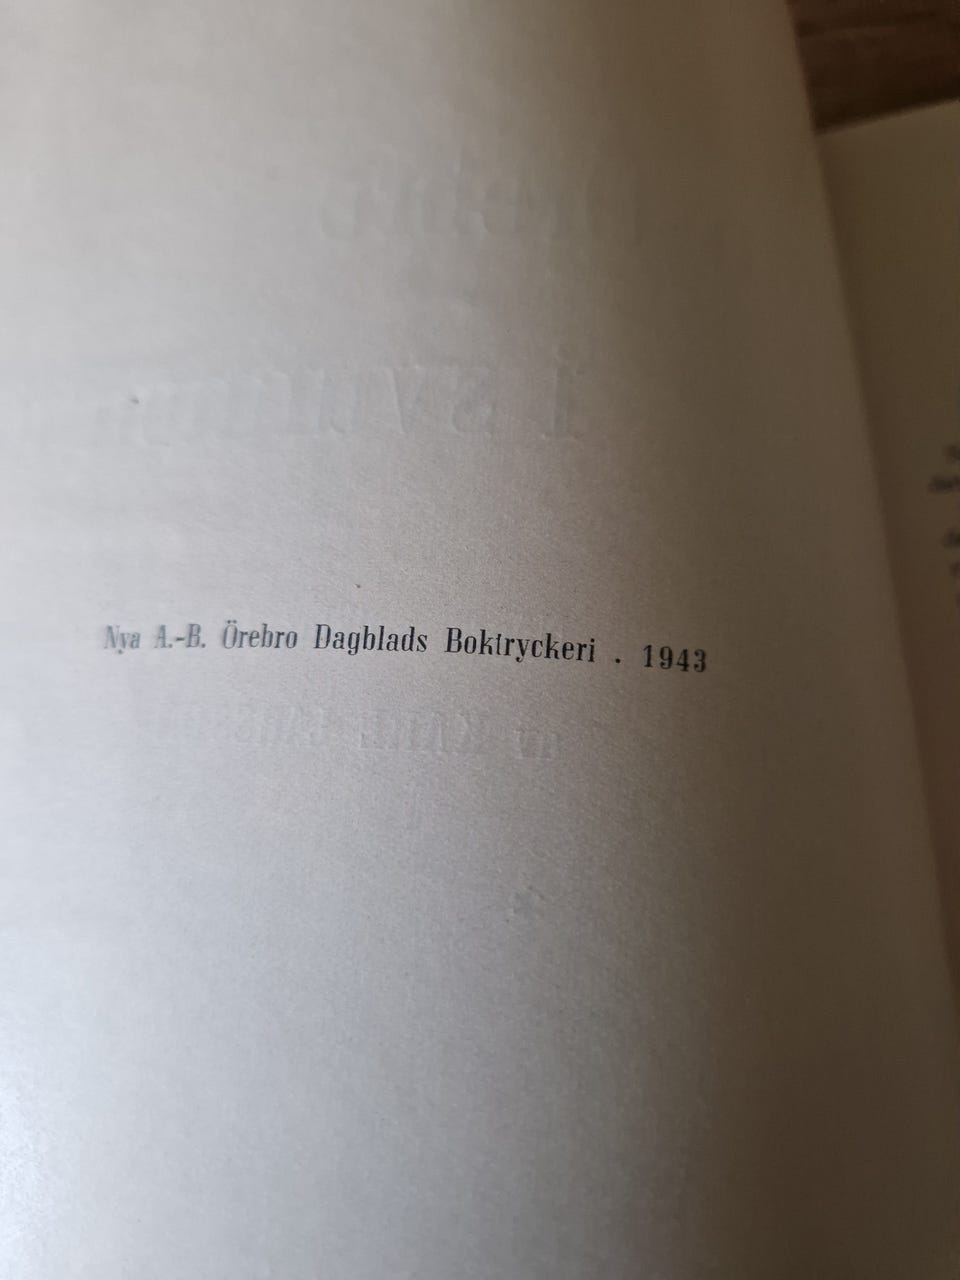 Nya A.-B. Örebro Dagblads Boktryckeri . 1943